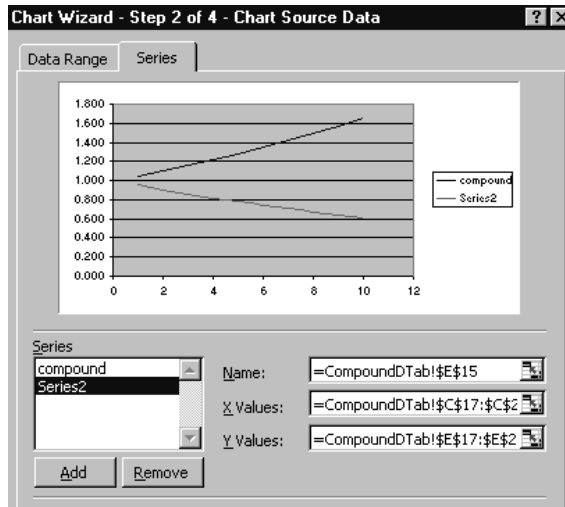 Chart Wizard - Step 2 of 4 - Chart Source Data
Data Range Series
1.800
1.600
1.400
1.200
1.000
0.800
0.600
0.400
0.200
0.000
0 2 4 6 8 10 12
compound
Series2
Series
compound
Series2
Name: =CompoundDTab!$E$15
X Values: =CompoundDTab!$C$17:$C$2
Y Values: =CompoundDTab!$E$17:$E$2
Add Remove